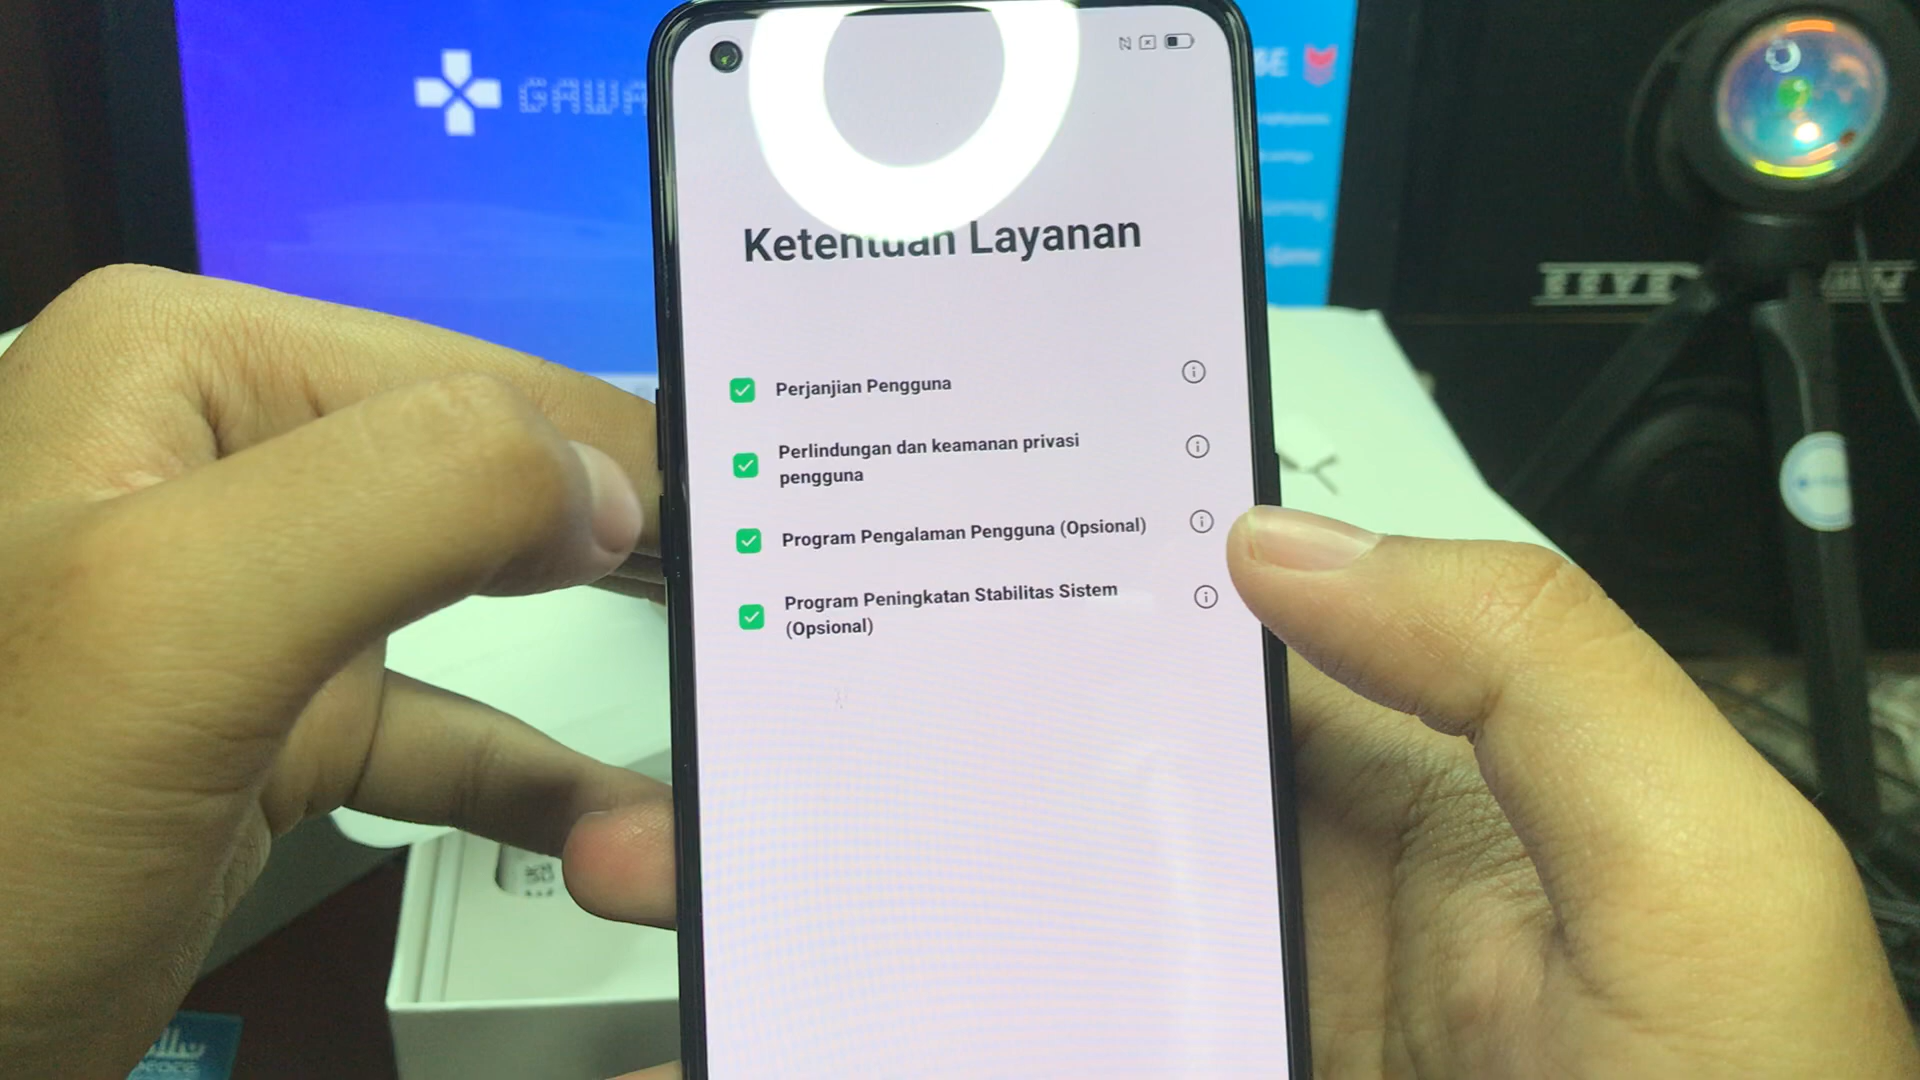 Ketentuan Layanan
Perjanjian Pengguna
Perlindungan dan keamanan privasi
pengguna
Program Pengalaman Pengguna (Opsional)
Program Peningkatan Stabilitas Sistem
(Opsional)